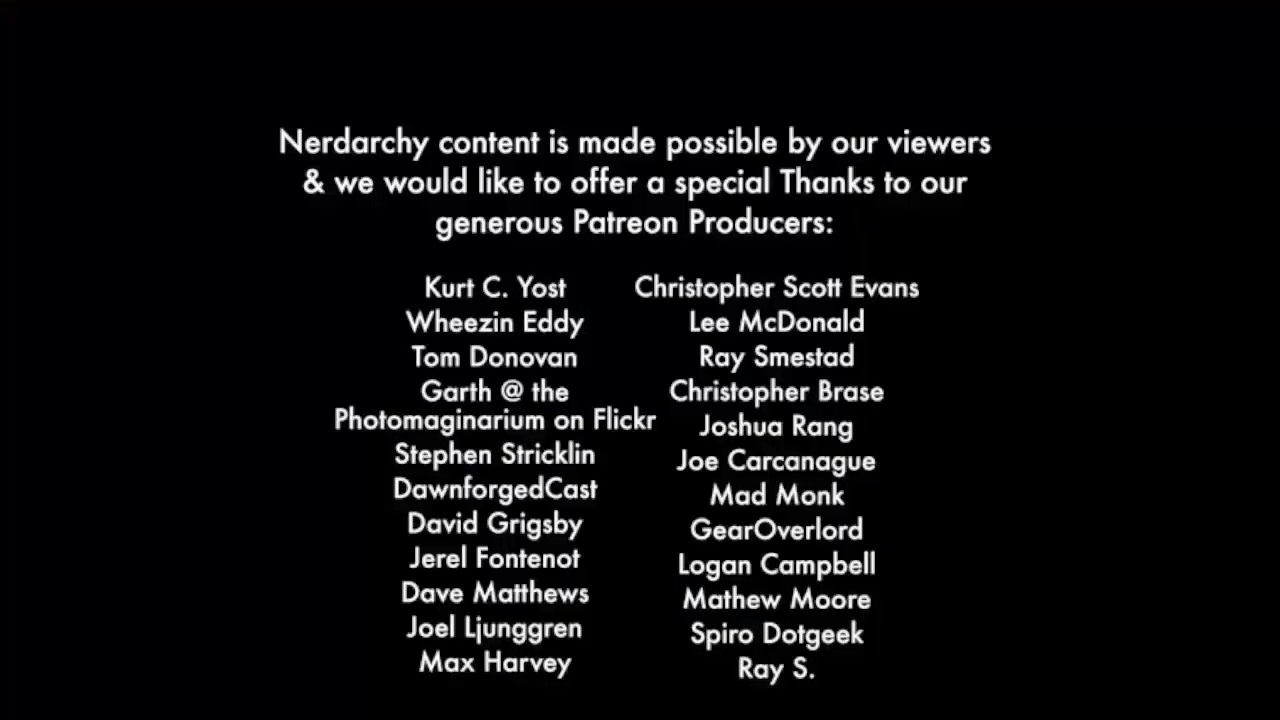 Nerdarchy content is made possible by our viewers
& we would like to offer a special Thanks to our
generous Patreon Producers:
Kurt C. Yost
Wheezin Eddy
Tom Donovan
Garth @ the
Photomaginarium on Flickr
Stephen Stricklin
DawnforgedCast
David Grigsby
Jerel Fontenot
Dave Matthews
Joel Ljunggren
Max Harvey
Christopher Scott Evans
Lee McDonald
Ray Smestad
Christopher Brase
Joshua Rang
Joe Carcanague
Mad Monk
GearOverlord
Logan Campbell
Mathew Moore
Spiro Dotgeek
Ray S.